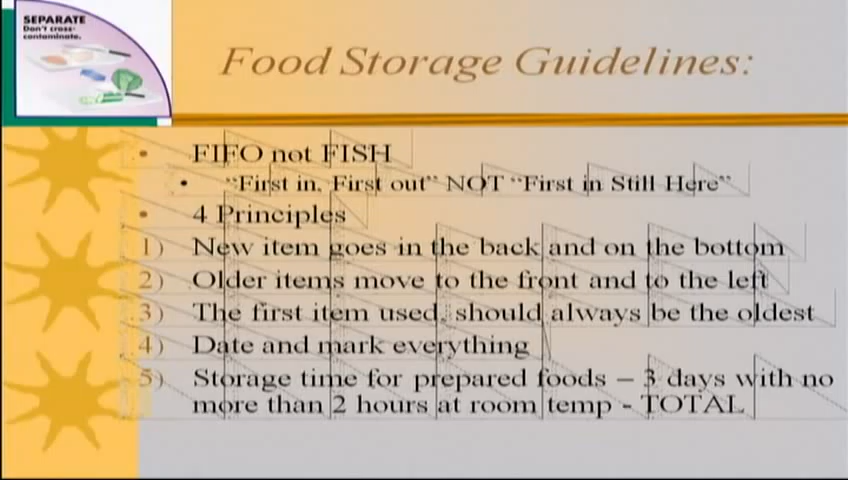 SEPARATE
Don't cross-
contaminate.
Food Storage Guidelines:
• FIFO not FISH
• "First in, First out" NOT "First in Still Here"
• 4 Principles
1) New item goes in the back and on the bottom
2) Older items move to the front and to the left
3) The first item used, should always be the oldest
4) Date and mark everything
5) Storage time for prepared foods – 3 days with no
more than 2 hours at room temp - TOTAL